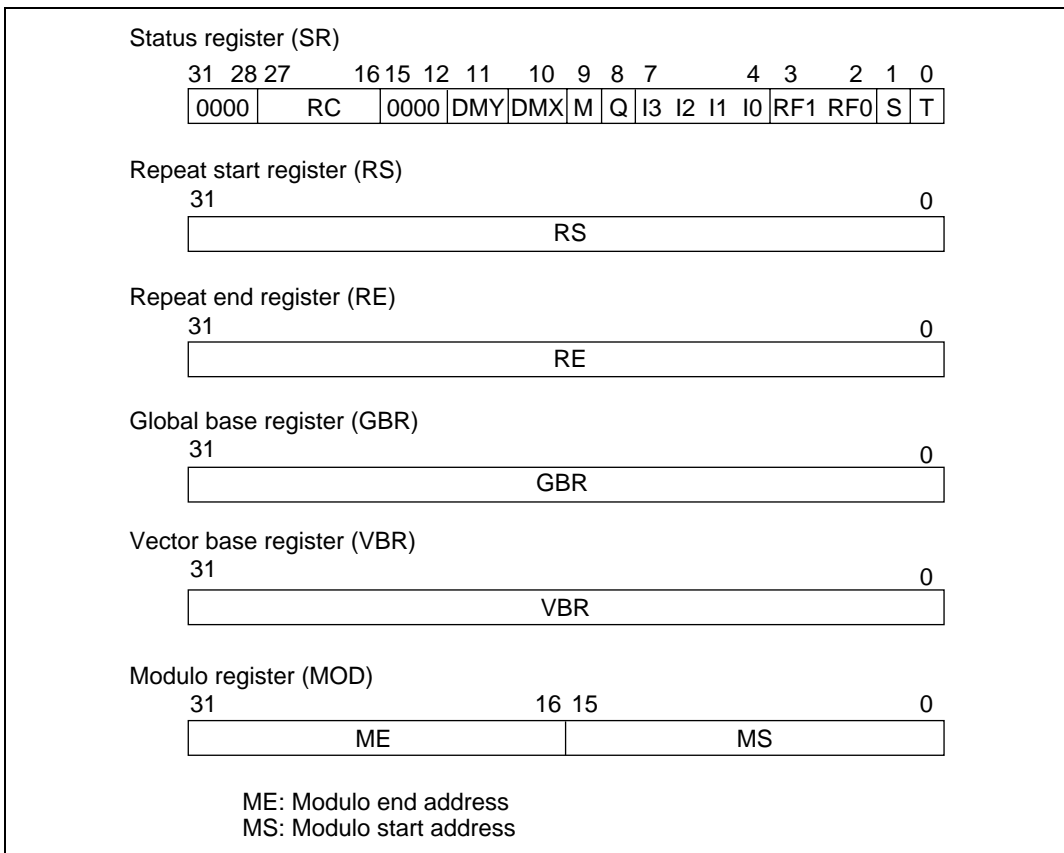 Status register (SR)
31 28 27 16 15 12 11 10 9 8 7 4 3 2 1 0
0000 RC 0000 DMY DMX M Q I3 I2 I1 I0 RF1 RF0 S T
Repeat start register (RS)
31 0
RS
Repeat end register (RE)
31 0
RE
Global base register (GBR)
31 0
GBR
Vector base register (VBR)
31 0
VBR
Modulo register (MOD)
31 16 15 0
ME MS
ME: Modulo end address
MS: Modulo start address